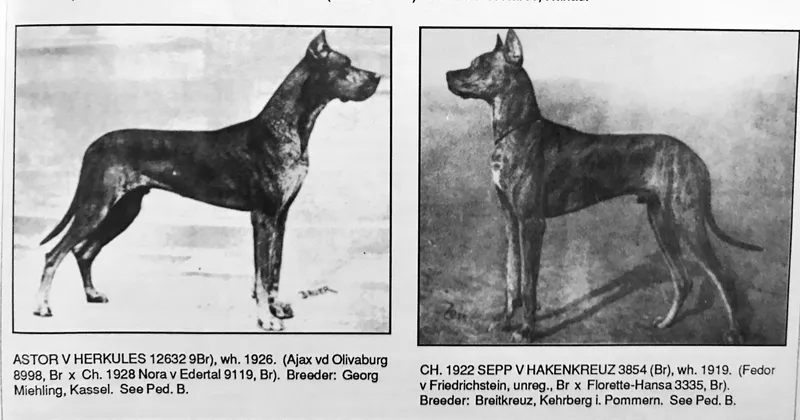 ASTOR V HERKULES 12632 9Br), wh. 1926. (Ajax vd Olivaburg
8998, Br x Ch. 1928 Nora v Edertal 9119, Br). Breeder: Georg
Miehling, Kassel. See Ped. B.
CH. 1922 SEPP V HAKENKREUZ 3854 (Br), wh. 1919. (Fedor
v Friedrichstein, unreg., Br x Florette-Hansa 3335, Br).
Breeder: Breitkreuz, Kehrberg i. Pommern. See Ped. B.